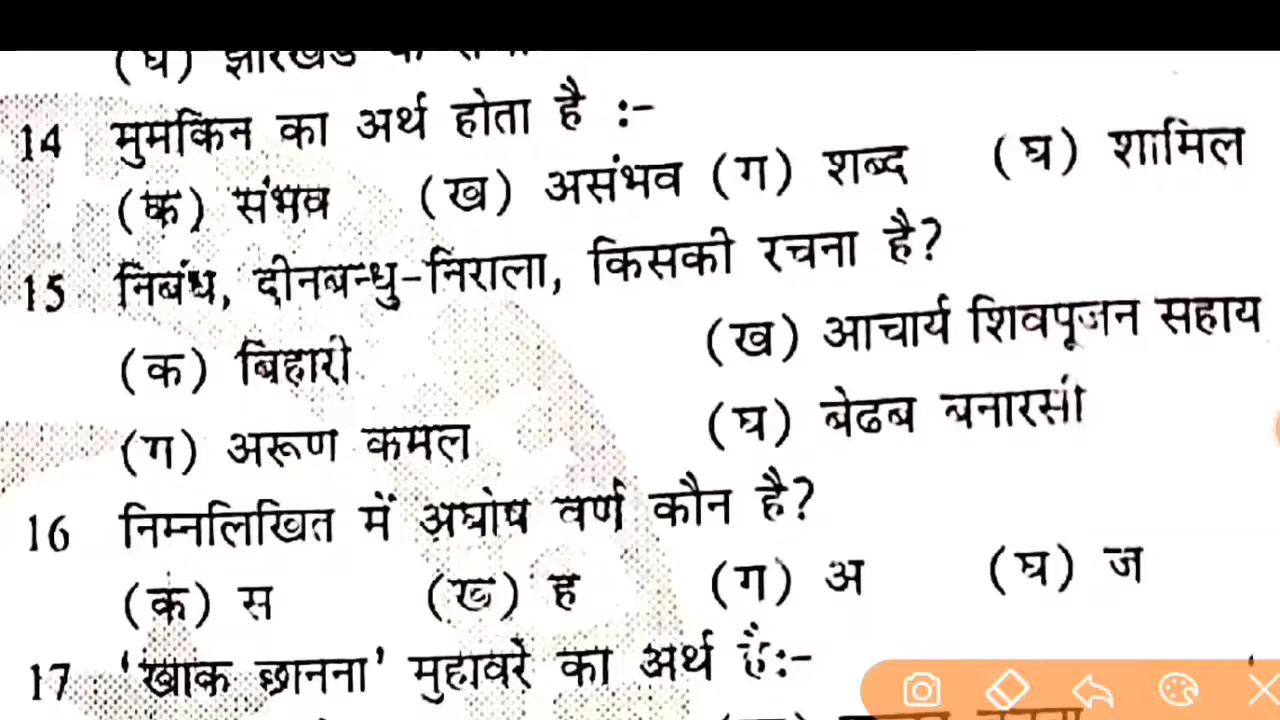 (घ) झारखंड
14 मुमकिन का अर्थ होता है :-
(क) संभव (ख) असंभव (ग) शब्द (घ) शामिल
15 निबंध, दीनबन्धु-निराला, किसकी रचना है?
(क) बिहारी (ख) आचार्य शिवपूजन सहाय
(ग) अरूण कमल (घ) बेढब बनारसी
16 निम्नलिखित में अघोष वर्ण कौन है?
(क) स (ख) ह (ग) अ (घ) ज
17 'खाक छानना' मुहावरे का अर्थ है:-